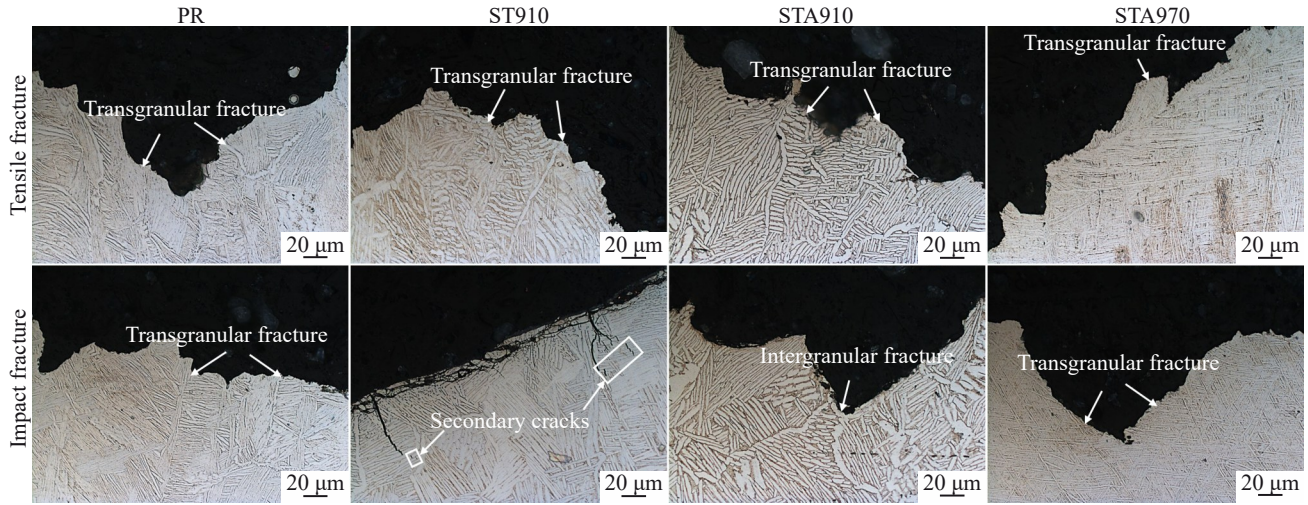 PR
ST910
STA910
STA970
Tensile fracture
Transgranular fracture
20 μm
Transgranular fracture
20 μm
Transgranular fracture
20 μm
Transgranular fracture
20 μm
Impact fracture
Transgranular fracture
20 μm
Secondary cracks
20 μm
Intergranular fracture
20 μm
Transgranular fracture
20 μm